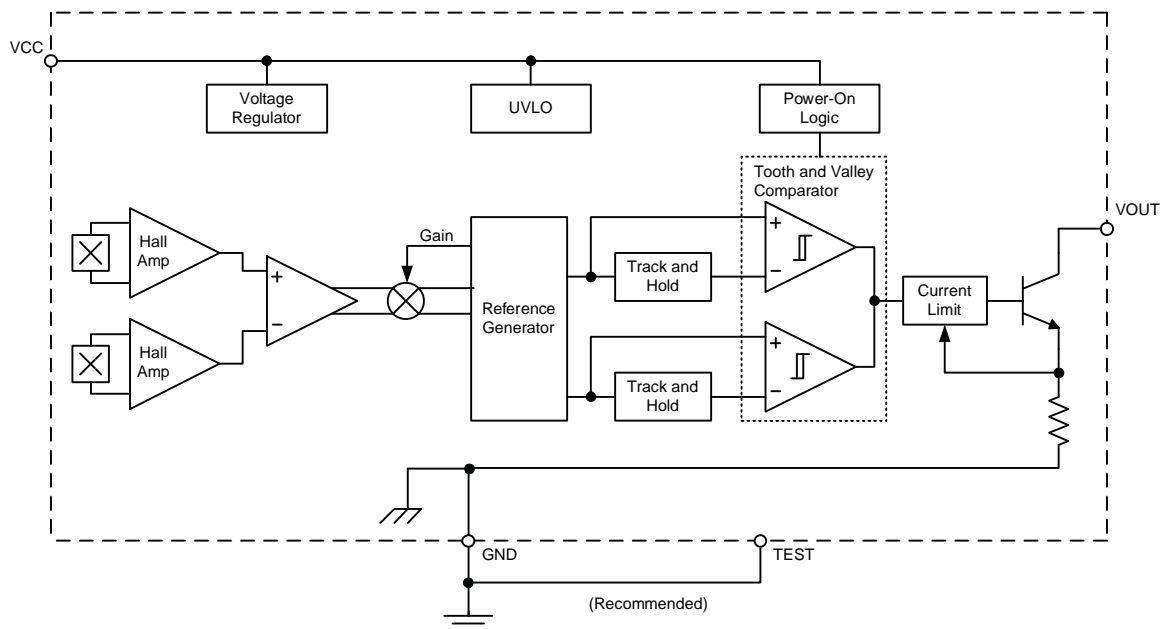 VCC
Voltage
Regulator
UVLO
Power-On
Logic
Tooth and Valley
Comparator
VOUT
Hall
Amp
+
−
Gain
Reference
Generator
Track and
Hold
+
−
Current
Limit
Hall
Amp
Track and
Hold
+
−
GND
TEST
(Recommended)